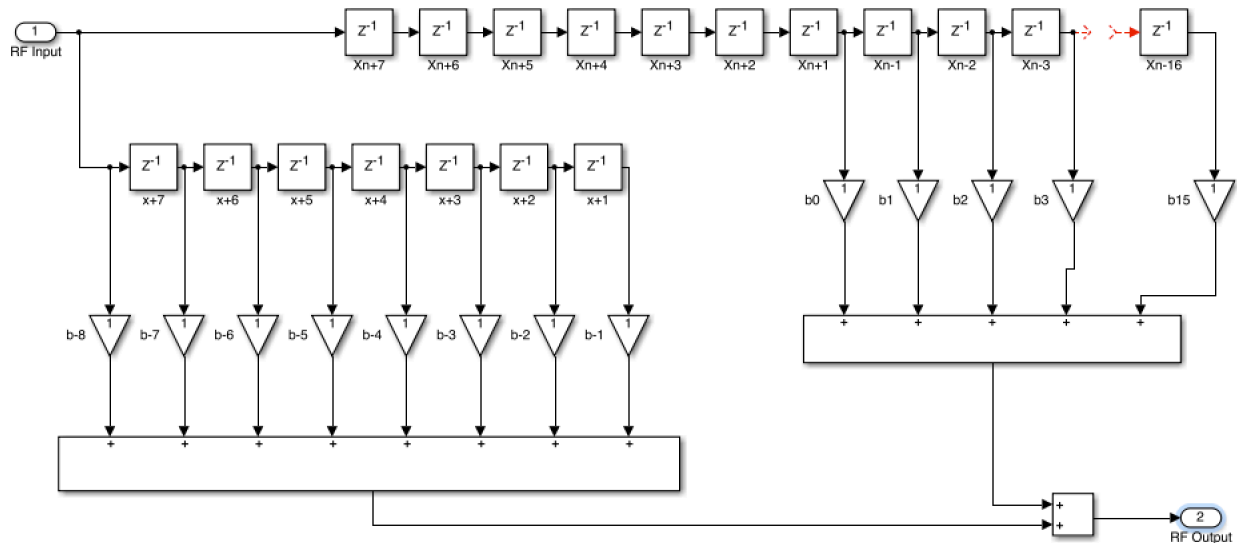 1
RF Input
Z-1 Z-1 Z-1 Z-1 Z-1 Z-1 Z-1 Z-1 Z-1 Z-1 Z-1
Xn+7 Xn+6 Xn+5 Xn+4 Xn+3 Xn+2 Xn+1 Xn-1 Xn-2 Xn-3 Xn-16
Z-1 Z-1 Z-1 Z-1 Z-1 Z-1 Z-1
x+7 x+6 x+5 x+4 x+3 x+2 x+1
1 1 1 1 1
b0 b1 b2 b3 b15
1 1 1 1 1 1 1 1
b-8 b-7 b-6 b-5 b-4 b-3 b-2 b-1
+ + + + +
+ + + + + + + +
+
+
2
RF Output